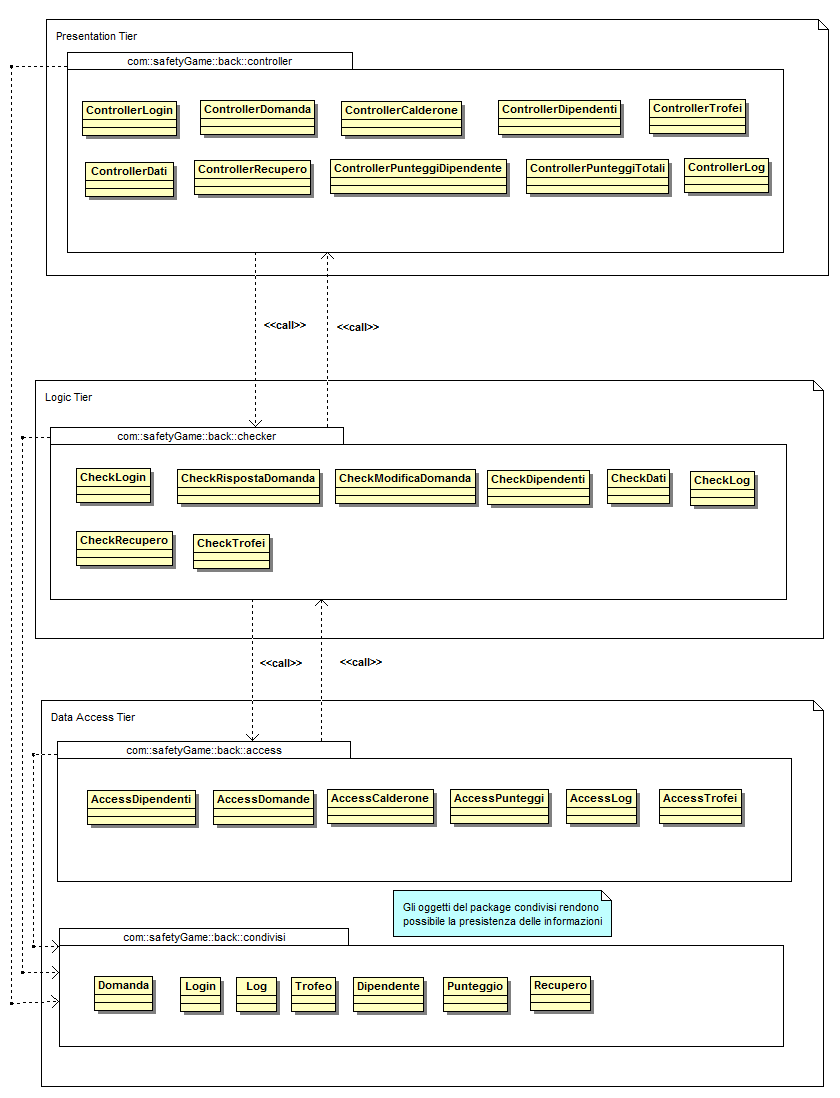 Presentation Tier
com::safetyGame::back::controller
ControllerLogin
ControllerDomanda
ControllerCalderone
ControllerDipendenti
ControllerTrofei
ControllerDati
ControllerRecupero
ControllerPunteggiDipendente
ControllerPunteggiTotali
ControllerLog
<<call>>
<<call>>
Logic Tier
com::safetyGame::back::checker
CheckLogin
CheckRispostaDomanda
CheckModificaDomanda
CheckDipendenti
CheckDati
CheckLog
CheckRecupero
CheckTrofei
<<call>>
<<call>>
Data Access Tier
com::safetyGame::back::access
AccessDipendenti
AccessDomande
AccessCalderone
AccessPunteggi
AccessLog
AccessTrofei
Gli oggetti del package condivisi rendono
possibile la presistenza delle informazioni
com::safetyGame::back::condivisi
Domanda
Login
Log
Trofeo
Dipendente
Punteggio
Recupero